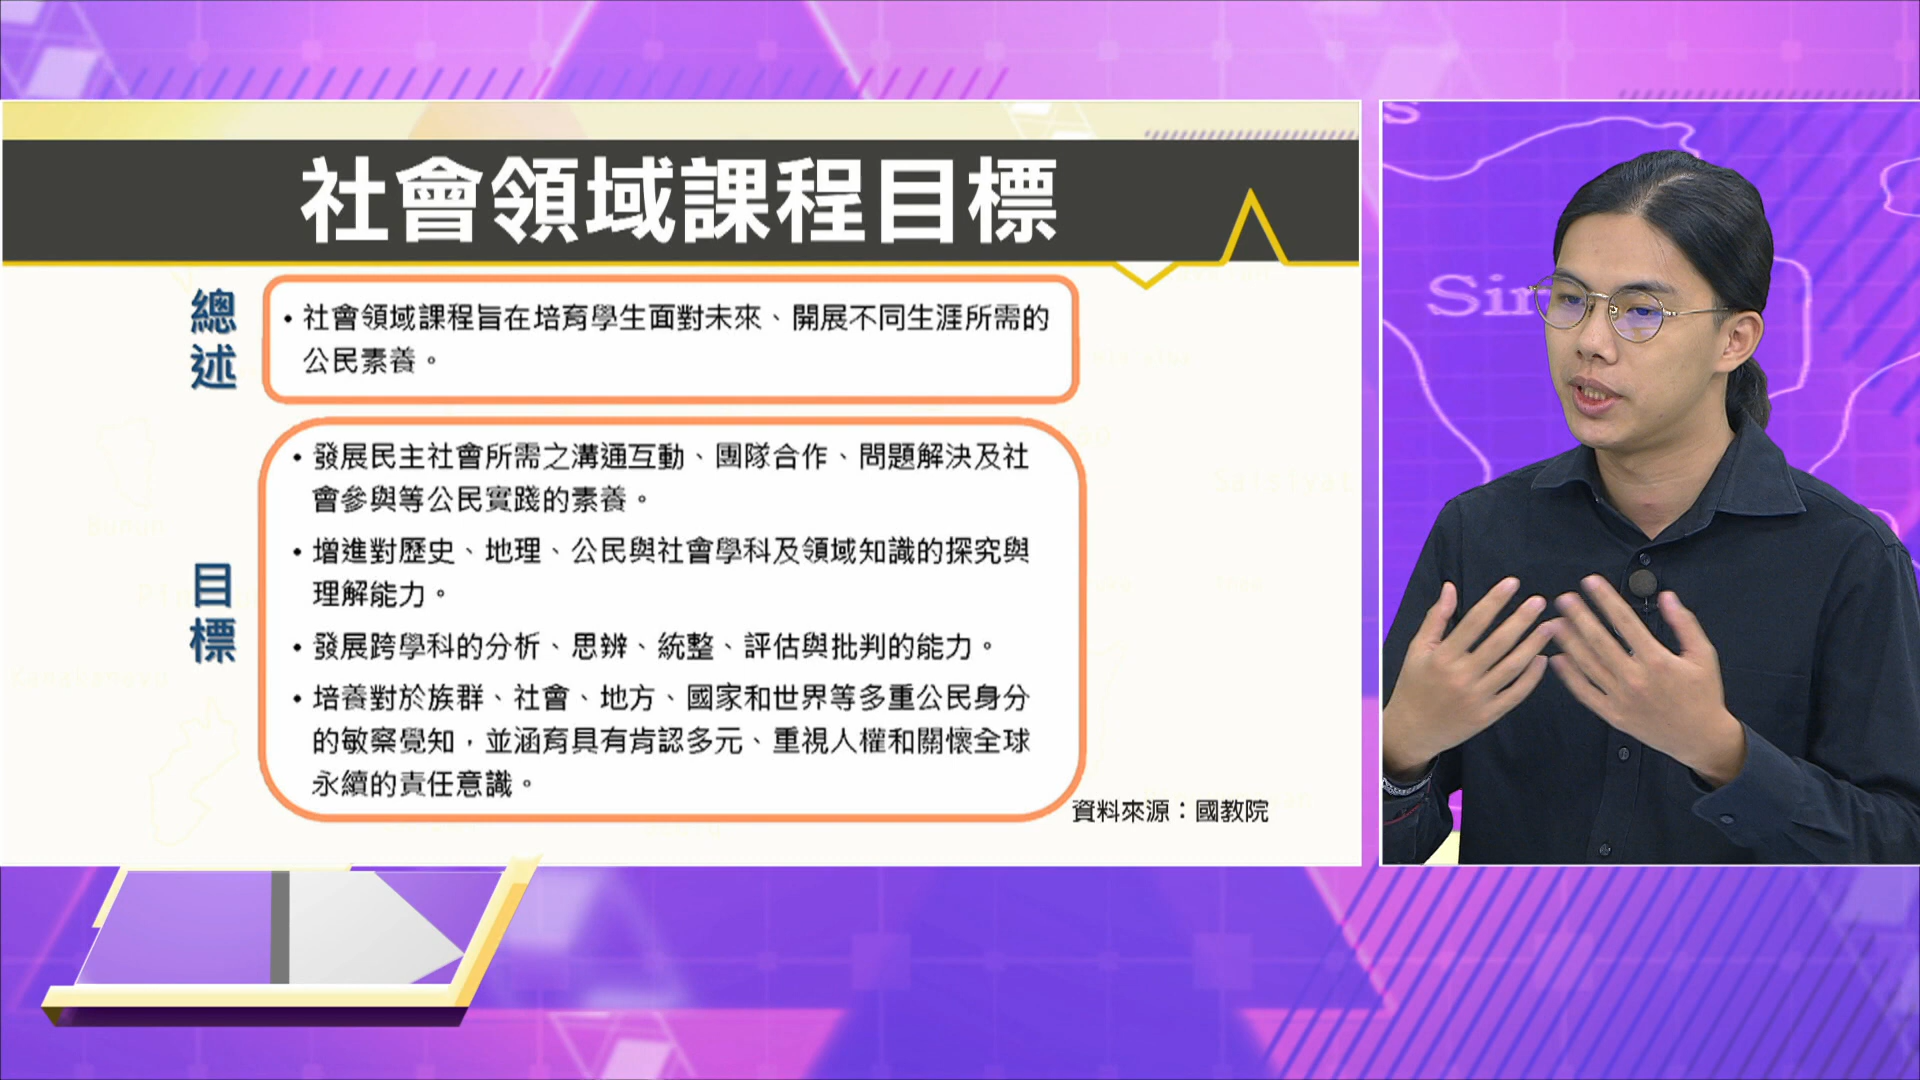 社會領域課程目標
總述
• 社會領域課程旨在培育學生面對未來、開展不同生涯所需的
公民素養。
目標
• 發展民主社會所需之溝通互動、團隊合作、問題解決及社
會參與等公民實踐的素養。
• 增進對歷史、地理、公民與社會學科及領域知識的探究與
理解能力。
• 發展跨學科的分析、思辨、統整、評估與批判的能力。
• 培養對於族群、社會、地方、國家和世界等多重公民身分
的敏察覺知，並涵育具有肯認多元、重視人權和關懷全球
永續的責任意識。
資料來源：國教院